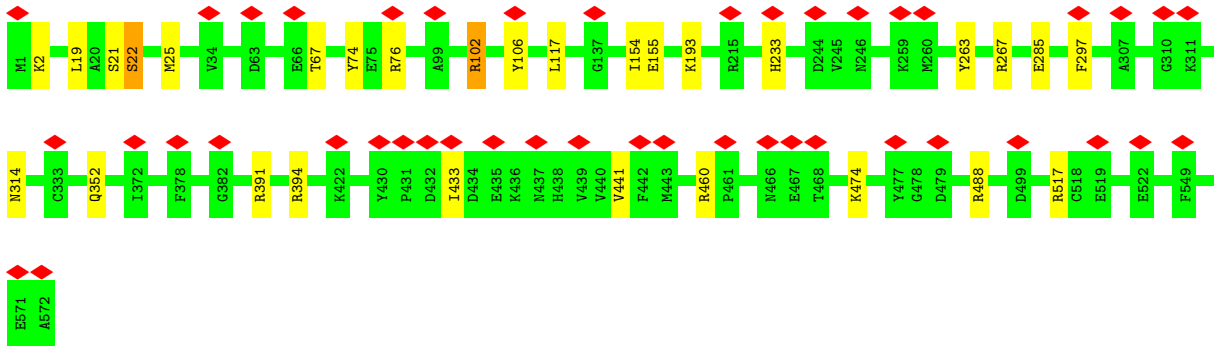 M1 K2 L19 A20 S21 S22 M25 V34 D63 E66 T67 Y74 E75 R76 A99 R102 Y106 L117 G137 I154 E155 K193 R215 H233 D244 V245 N246 K259 M260 Y263 R267 E285 F297 A307 G310 K311
N314 C333 Q352 I372 F378 G382 R391 R394 K422 Y430 P431 D432 I433 D434 E435 K436 N437 H438 V439 V440 V441 F442 M443 R460 P461 N466 E467 T468 K474 Y477 G478 D479 R488 D499 R517 C518 E519 E522 F549
E571 A572